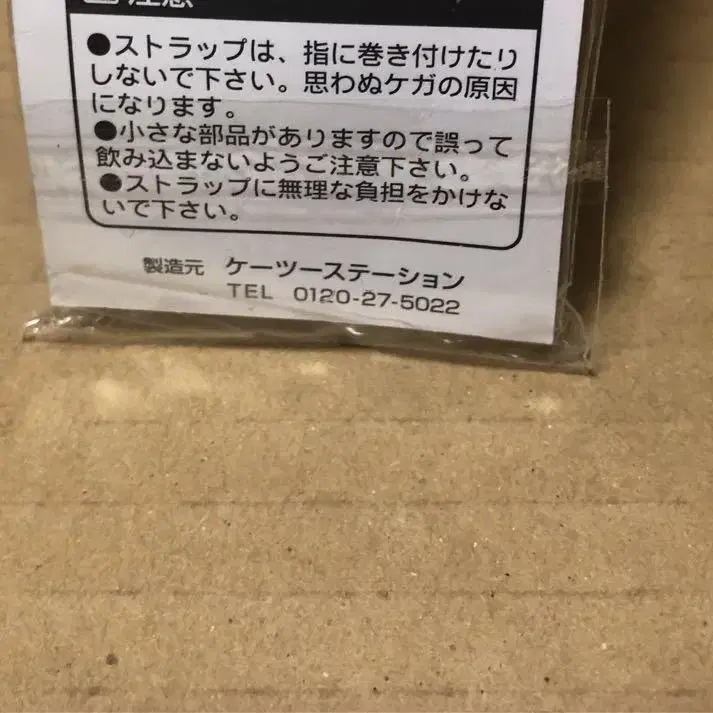 注意
●ストラップは、指に巻き付けたり
しないで下さい。思わぬケガの原因
になります。
●小さな部品がありますので誤って
飲み込まないようご注意下さい。
●ストラップに無理な負担をかけな
いで下さい。
製造元 ケーツーステーション
TEL 0120-27-5022